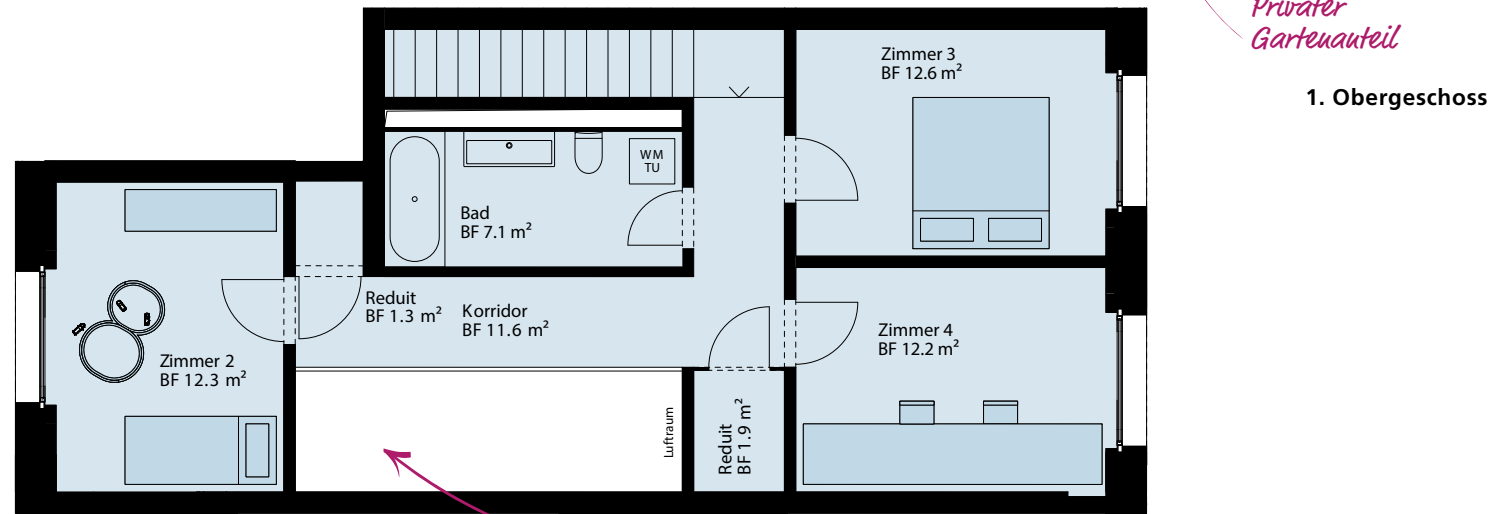 Privater
Gartenanteil
1. Obergeschoss
Zimmer 3
BF 12.6 m²
WM
TU
Bad
BF 7.1 m²
Reduit
BF 1.3 m²
Korridor
BF 11.6 m²
Zimmer 2
BF 12.3 m²
Zimmer 4
BF 12.2 m²
Luftraum
Reduit
BF 1.9 m²